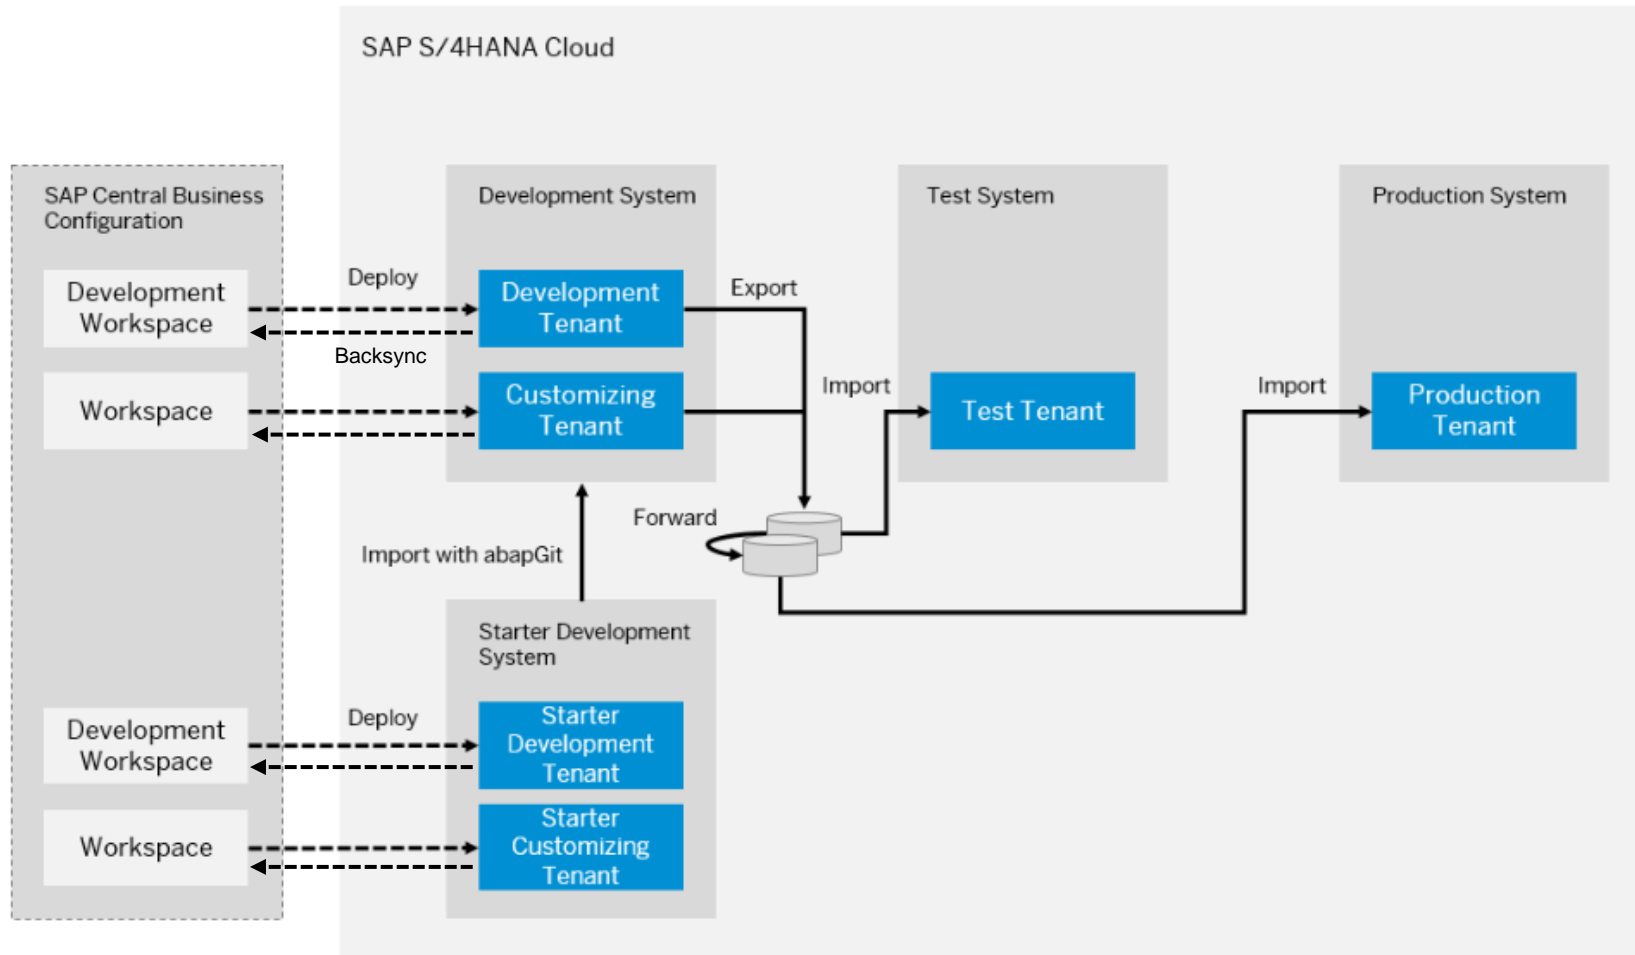 SAP S/4HANA Cloud
SAP Central Business
Configuration
Development
Workspace
Workspace
Development
Workspace
Workspace
Deploy
Backsync
Deploy
Development System
Development
Tenant
Customizing
Tenant
Export
Import with abapGit
Forward
Starter Development
System
Starter
Development
Tenant
Starter
Customizing
Tenant
Test System
Import
Test Tenant
Production System
Import
Production
Tenant